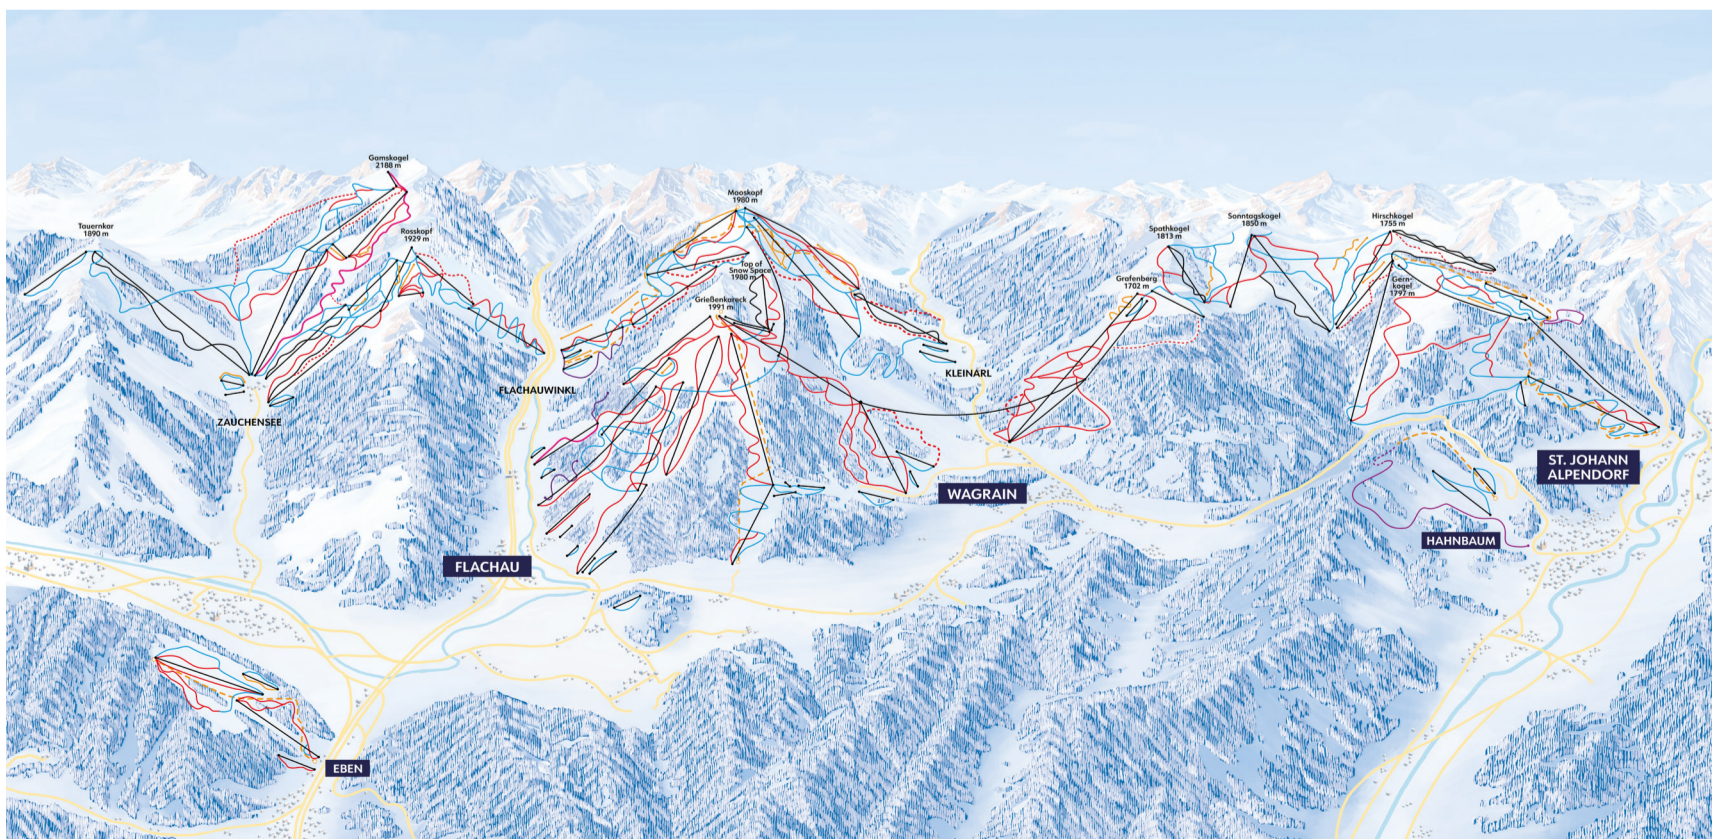 Gamskogel
2188 m
Tauernkar
1890 m
Rosskopf
1929 m
Mooskopf
1980 m
Top of
Snow Space
1980 m
Grießenkareck
1991 m
Spathkogel
1813 m
Sonntagskogel
1850 m
Hirschkogel
1755 m
Grafenberg
1702 m
Gern-
kogel
1797 m
FLACHAUWINKL
KLEINARL
ZAUCHENSEE
ST. JOHANN
ALPENDORF
WAGRAIN
HAHNBAUM
FLACHAU
EBEN